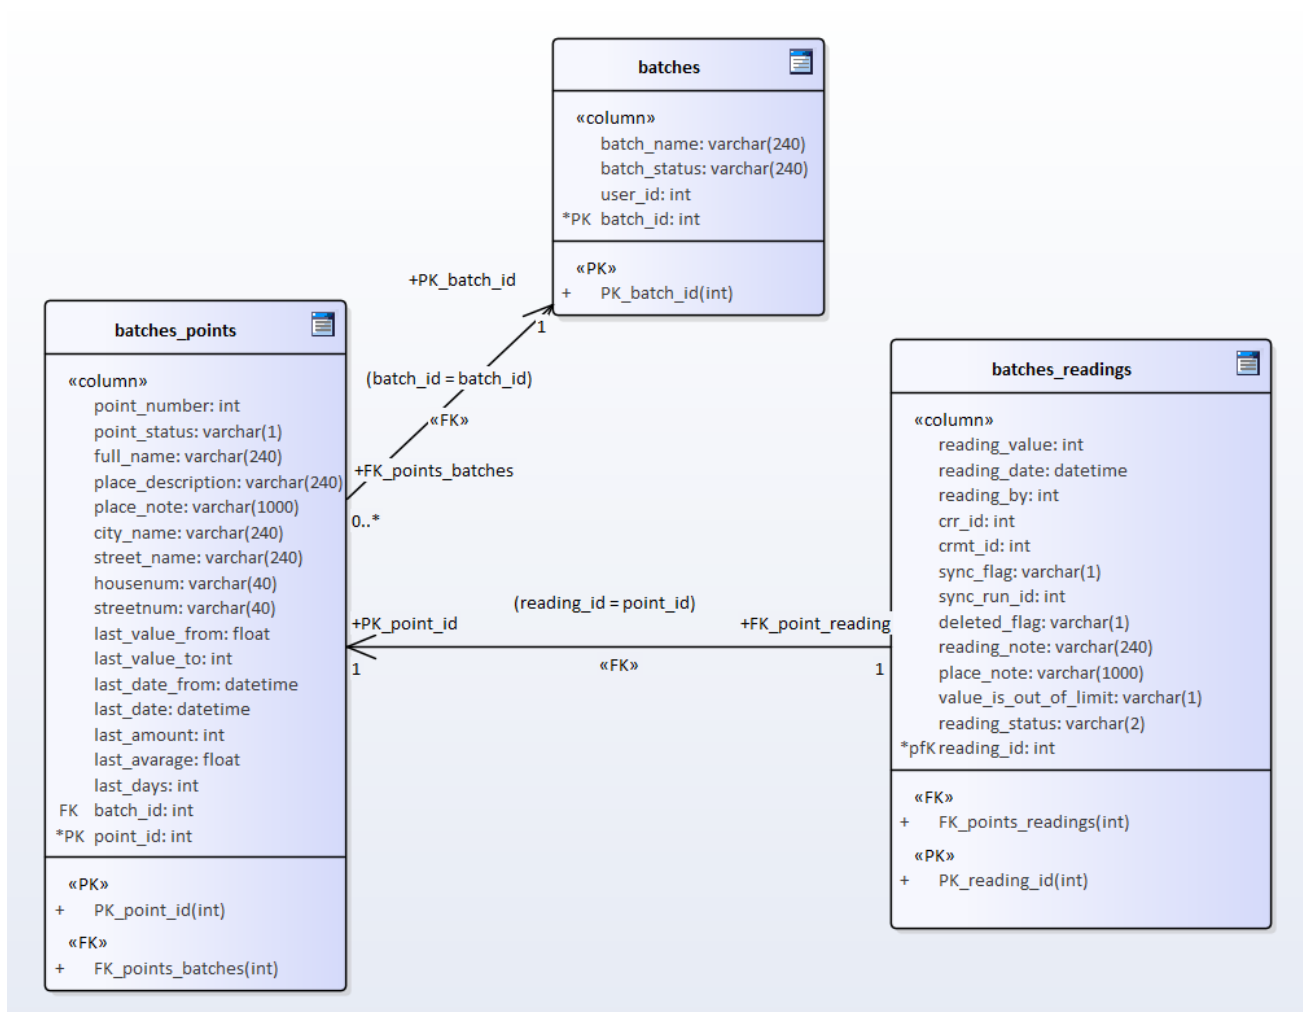 batches
«column»
batch_name: varchar(240)
batch_status: varchar(240)
user_id: int
*PK batch_id: int
«PK»
+ PK_batch_id(int)
+PK_batch_id
1
(batch_id = batch_id)
«FK»
+FK_points_batches
0..*
batches_points
«column»
point_number: int
point_status: varchar(1)
full_name: varchar(240)
place_description: varchar(240)
place_note: varchar(1000)
city_name: varchar(240)
street_name: varchar(240)
housenum: varchar(40)
streetnum: varchar(40)
last_value_from: float
last_value_to: int
last_date_from: datetime
last_date: datetime
last_amount: int
last_avarage: float
last_days: int
FK batch_id: int
*PK point_id: int
«PK»
+ PK_point_id(int)
«FK»
+ FK_points_batches(int)
(reading_id = point_id)
+PK_point_id
+FK_point_reading
1
«FK»
1
batches_readings
«column»
reading_value: int
reading_date: datetime
reading_by: int
crr_id: int
crmt_id: int
sync_flag: varchar(1)
sync_run_id: int
deleted_flag: varchar(1)
reading_note: varchar(240)
place_note: varchar(1000)
value_is_out_of_limit: varchar(1)
reading_status: varchar(2)
*pfK reading_id: int
«FK»
+ FK_points_readings(int)
«PK»
+ PK_reading_id(int)